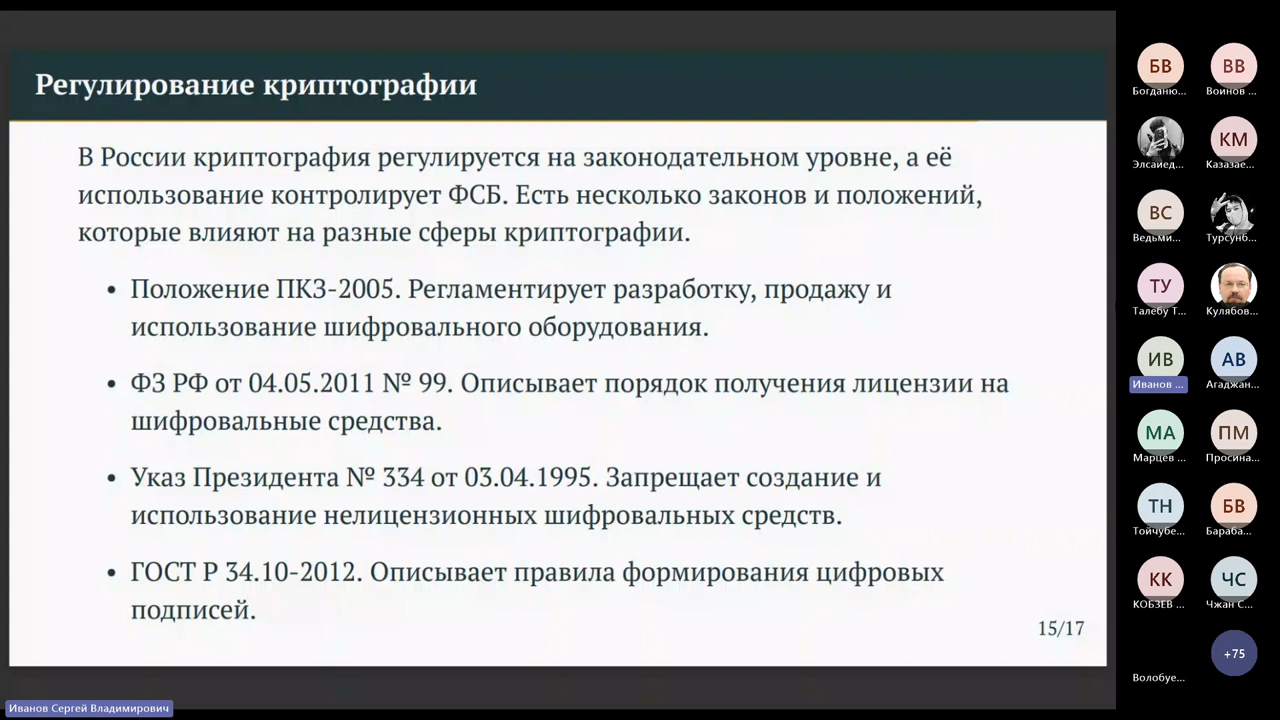 Регулирование криптографии
В России криптография регулируется на законодательном уровне, а её
использование контролирует ФСБ. Есть несколько законов и положений,
которые влияют на разные сферы криптографии.
• Положение ПКЗ-2005. Регламентирует разработку, продажу и
использование шифровального оборудования.
• ФЗ РФ от 04.05.2011 № 99. Описывает порядок получения лицензии на
шифровальные средства.
• Указ Президента № 334 от 03.04.1995. Запрещает создание и
использование нелицензионных шифровальных средств.
• ГОСТ Р 34.10-2012. Описывает правила формирования цифровых
подписей.
15/17
Иванов Сергей Владимирович
БВ ВВ
Богданю... Воинов ...
КМ
Элсаиед... Казазае...
ВС
Ведьми... Турсунб...
ТУ
Талебу Т... Кулябов...
ИВ АВ
Иванов ... Агаджан...
МА ПМ
Марцев ... Просина...
ТН БВ
Тойчубе... Бараба...
КК ЧС
КОБЗЕВ ... Чжан С...
+75
Волобуе...